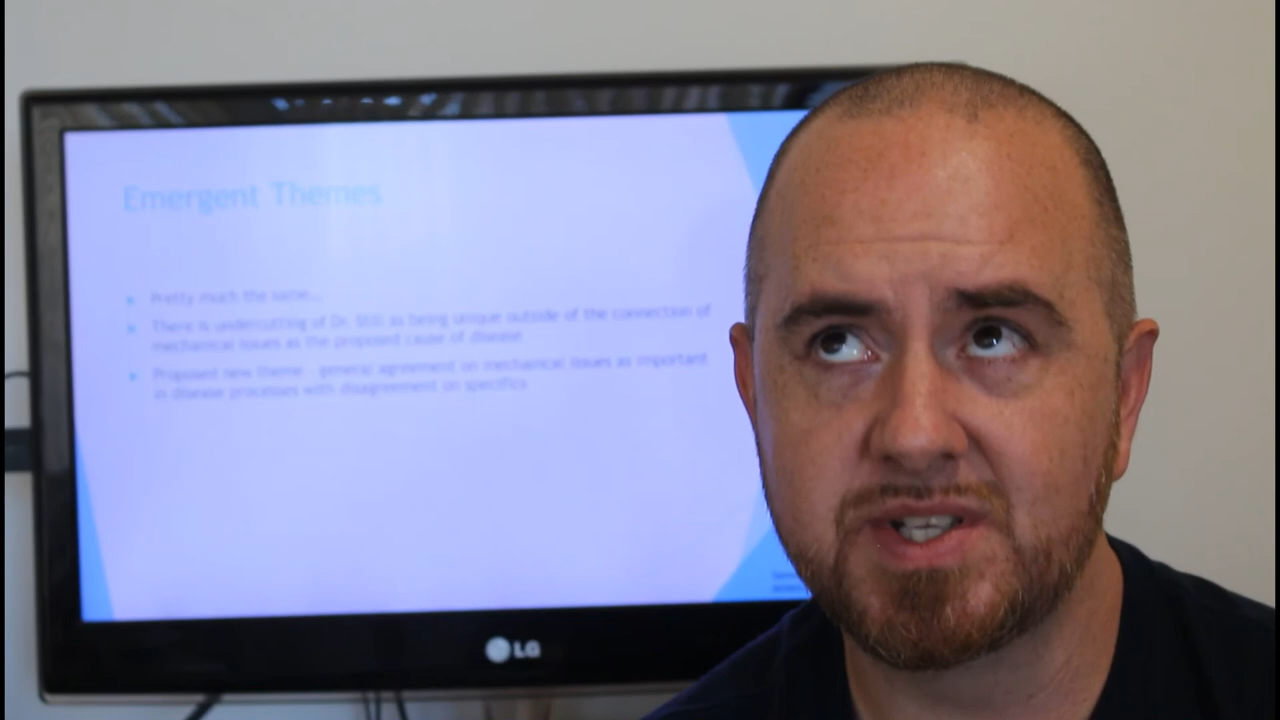 Emergent Themes
Pretty much the same...
There is undercutting of Dr. Still as being unique outside of the connection of
mechanical issues as the proposed cause of disease
Proposed new theme - general agreement on mechanical issues as important
in disease processes with disagreement on specifics
LG